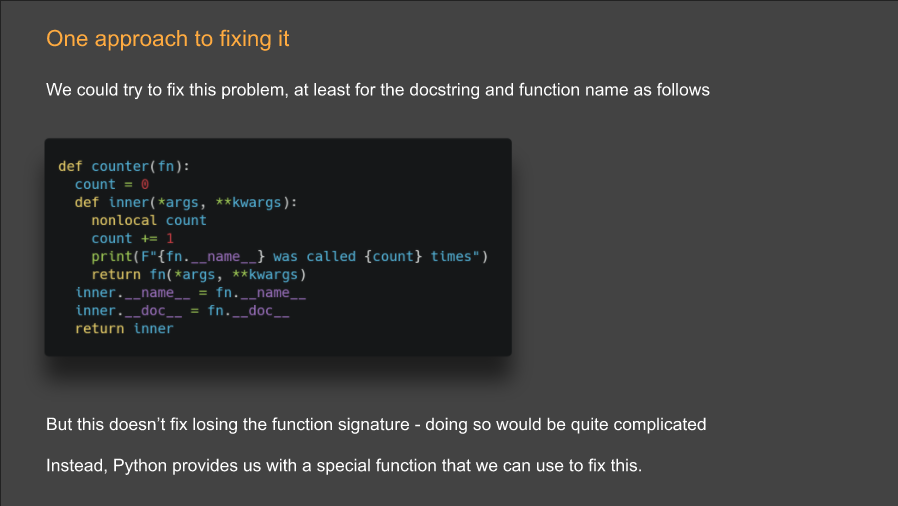 One approach to fixing it
We could try to fix this problem, at least for the docstring and function name as follows
def counter(fn):
  count = 0
  def inner(*args, **kwargs):
    nonlocal count
    count += 1
    print(F"{fn.__name__} was called {count} times")
    return fn(*args, **kwargs)
  inner.__name__ = fn.__name__
  inner.__doc__ = fn.__doc__
  return inner
But this doesn’t fix losing the function signature - doing so would be quite complicated
Instead, Python provides us with a special function that we can use to fix this.